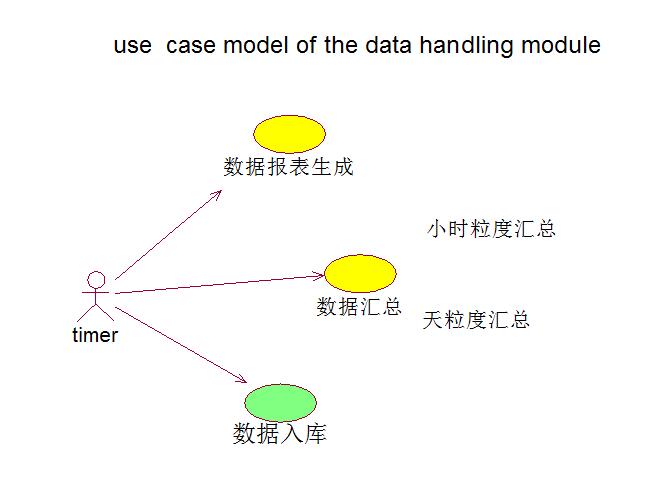 use  case model of the data handling module
数据报表生成
小时粒度汇总
数据汇总
天粒度汇总
timer
数据入库